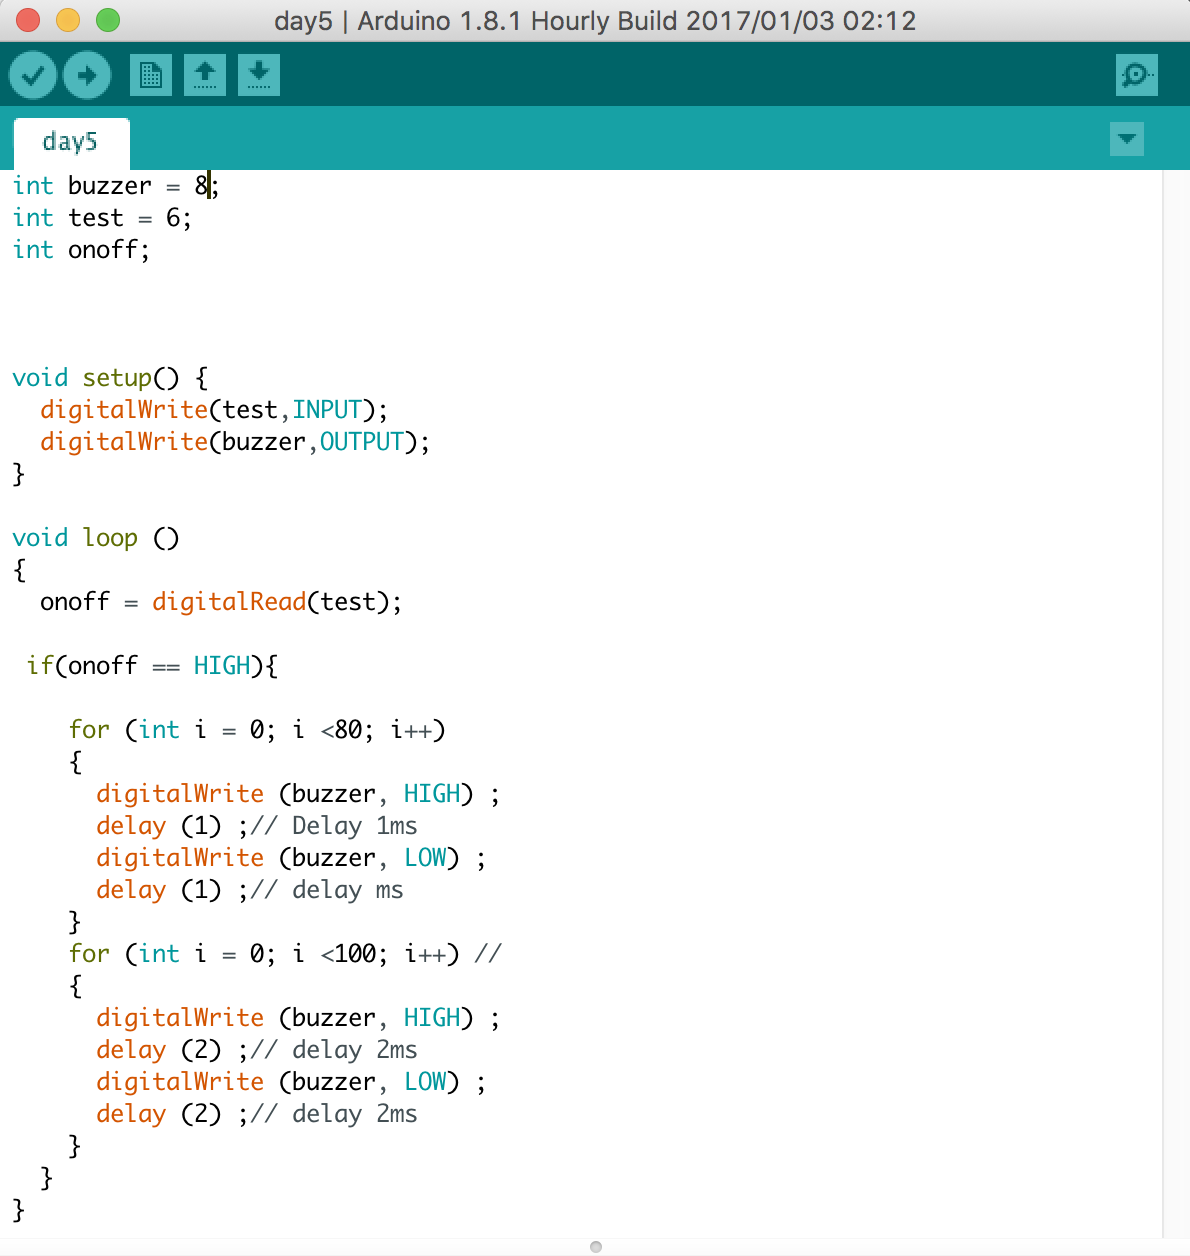 day5 | Arduino 1.8.1 Hourly Build 2017/01/03 02:12
day5
int buzzer = 8;
int test = 6;
int onoff;
void setup() {
  digitalWrite(test,INPUT);
  digitalWrite(buzzer,OUTPUT);
}
void loop ()
{
  onoff = digitalRead(test);
 if(onoff == HIGH){
    for (int i = 0; i <80; i++)
    {
      digitalWrite (buzzer, HIGH) ;
      delay (1) ;// Delay 1ms
      digitalWrite (buzzer, LOW) ;
      delay (1) ;// delay ms
    }
    for (int i = 0; i <100; i++) //
    {
      digitalWrite (buzzer, HIGH) ;
      delay (2) ;// delay 2ms
      digitalWrite (buzzer, LOW) ;
      delay (2) ;// delay 2ms
    }
  }
}